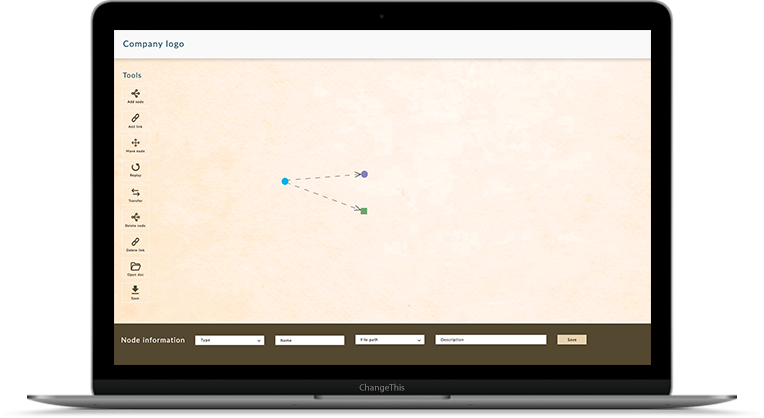 Company logo
Tools
Add node
Add link
Move node
Replay
Transfer
Delete node
Delete link
Open doc
Save
Node information
Type
Name
File path
Description
Save
ChangeThis